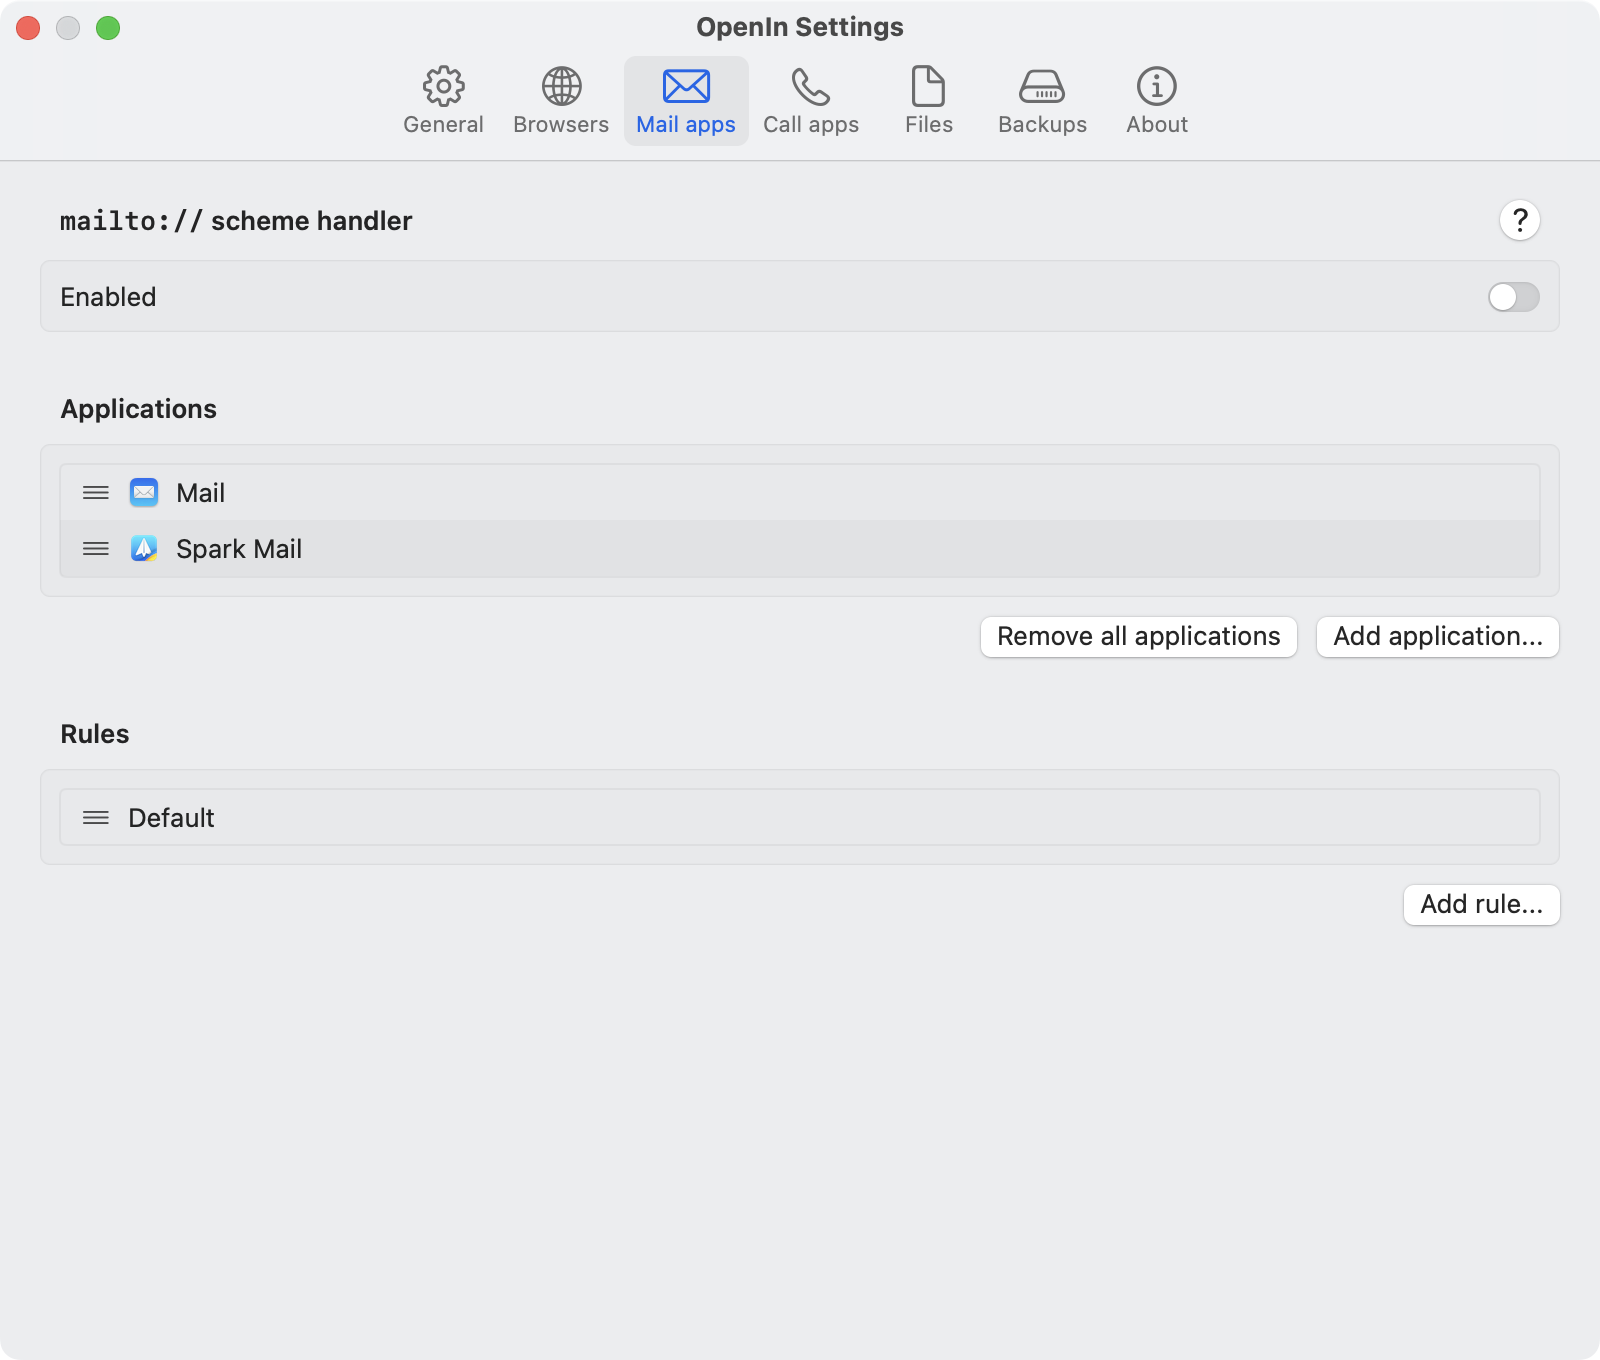 OpenIn Settings
General Browsers Mail apps Call apps Files Backups About
mailto:// scheme handler ?
Enabled
Applications
Mail
Spark Mail
Remove all applications Add application...
Rules
Default
Add rule...